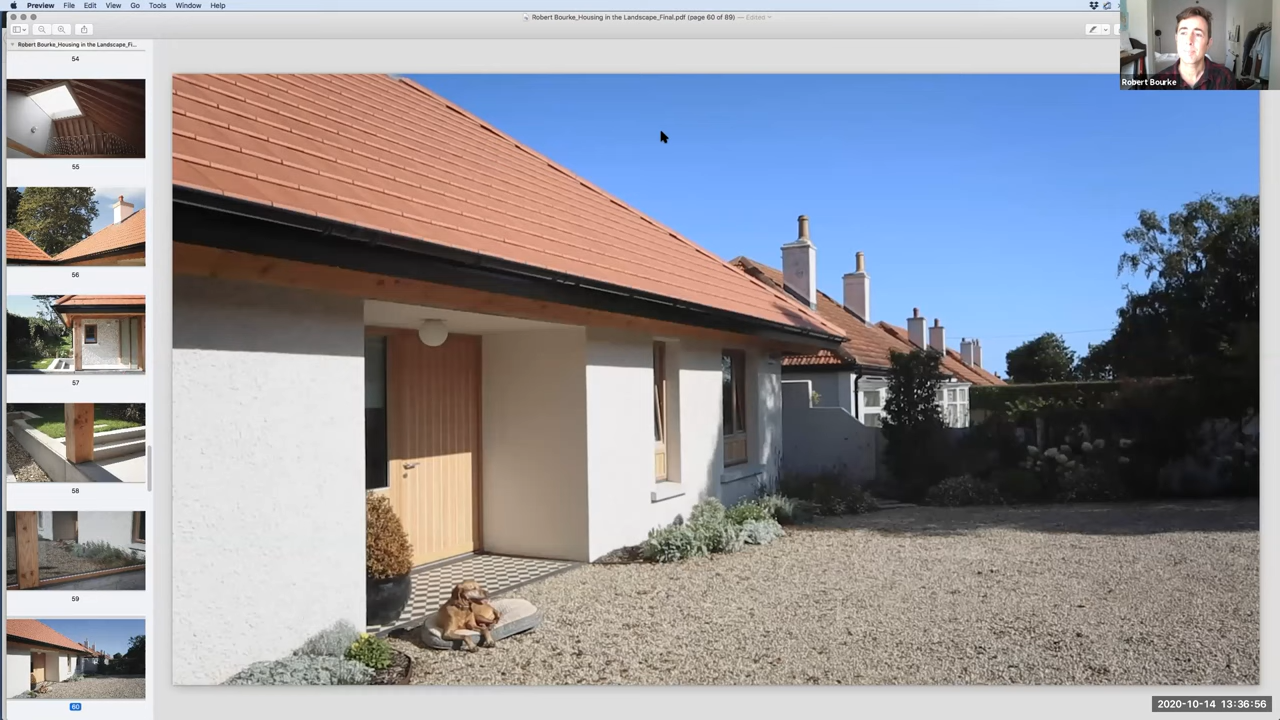 Preview File Edit View Go Tools Window Help
Robert Bourke_Housing in the Landscape_Final.pdf (page 60 of 89) — Edited
Robert Bourke_Housing in the Landscape_Fi...
54
55
56
57
58
59
60
Robert Bourke
2020-10-14 13:36:56